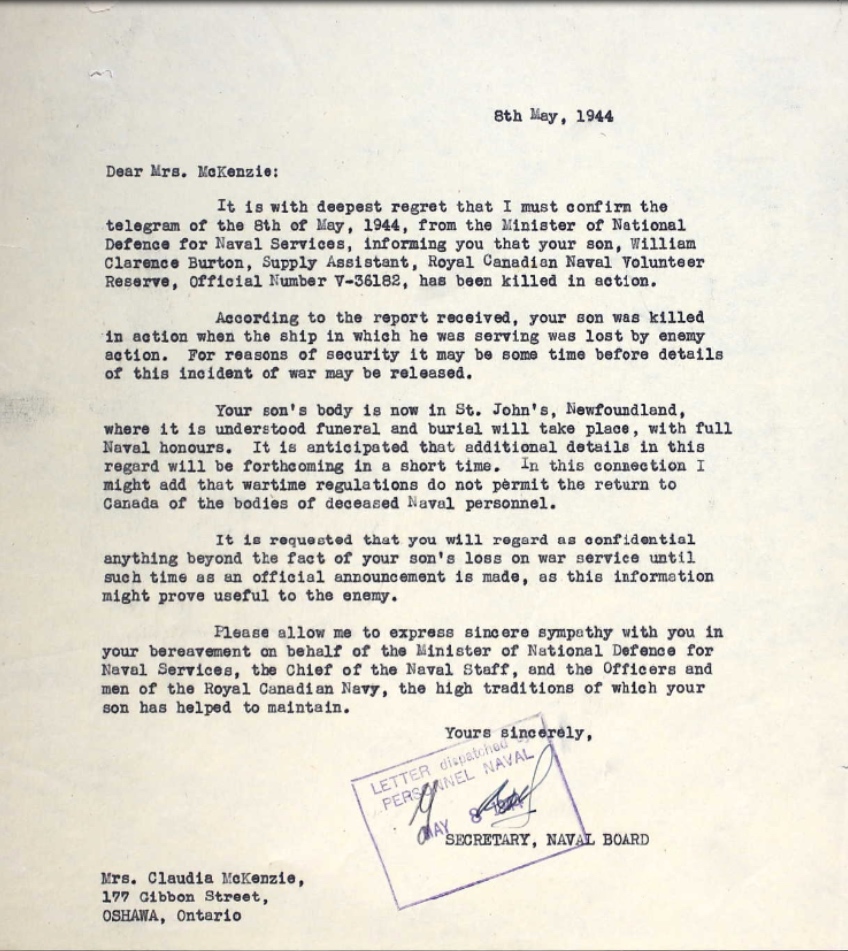 8th May, 1944
Dear Mrs. McKenzie:
It is with deepest regret that I must confirm the
telegram of the 8th of May, 1944, from the Minister of National
Defence for Naval Services, informing you that your son, William
Clarence Burton, Supply Assistant, Royal Canadian Naval Volunteer
Reserve, Official Number V-36182, has been killed in action.
According to the report received, your son was killed
in action when the ship in which he was serving was lost by enemy
action. For reasons of security it may be some time before details
of this incident of war may be released.
Your son's body is now in St. John's, Newfoundland,
where it is understood funeral and burial will take place, with full
Naval honours. It is anticipated that additional details in this
regard will be forthcoming in a short time. In this connection I
might add that wartime regulations do not permit the return to
Canada of the bodies of deceased Naval personnel.
It is requested that you will regard as confidential
anything beyond the fact of your son's loss on war service until
such time as an official announcement is made, as this information
might prove useful to the enemy.
Please allow me to express sincere sympathy with you in
your bereavement on behalf of the Minister of National Defence for
Naval Services, the Chief of the Naval Staff, and the Officers and
men of the Royal Canadian Navy, the high traditions of which your
son has helped to maintain.
Yours sincerely,
LETTER dispatched by
PERSONNEL NAVAL
MAY 8 1944
SECRETARY, NAVAL BOARD
Mrs. Claudia McKenzie,
177 Gibbon Street,
OSHAWA, Ontario